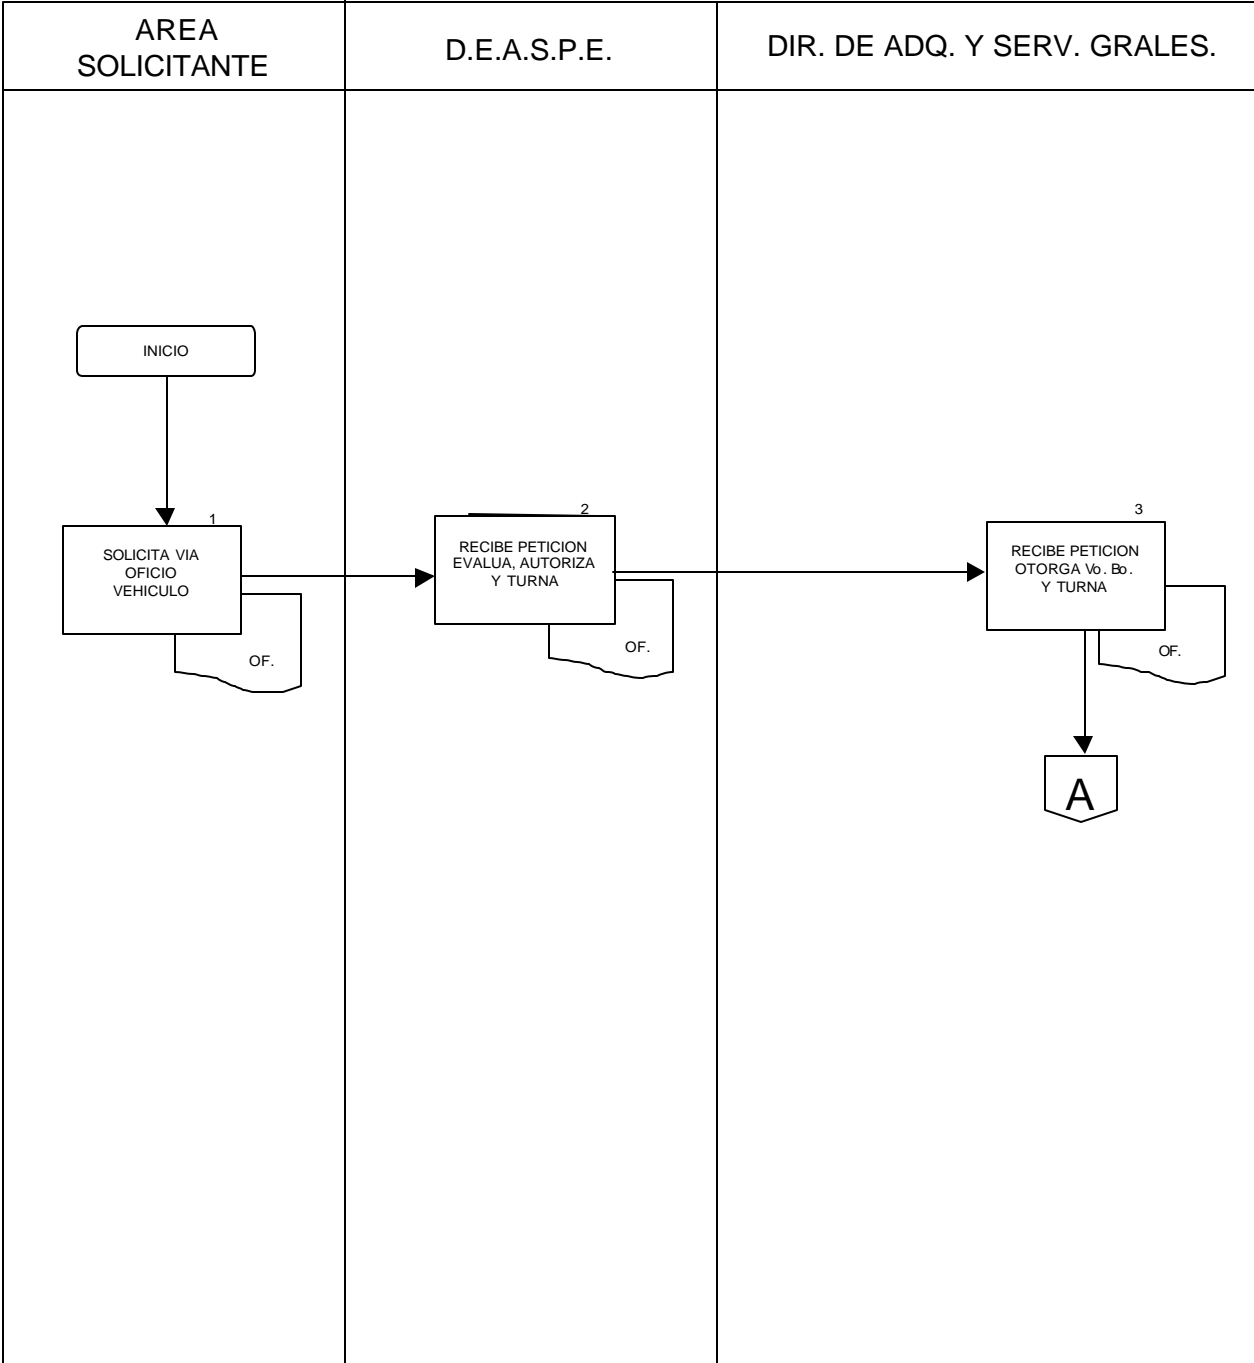 AREA
SOLICITANTE
D.E.A.S.P.E.
DIR. DE ADQ. Y SERV. GRALES.
INICIO
1
SOLICITA VIA
OFICIO
VEHICULO
OF.
2
RECIBE PETICION
EVALUA, AUTORIZA
Y TURNA
OF.
3
RECIBE PETICION
OTORGA Vo. Bo.
Y TURNA
OF.
A